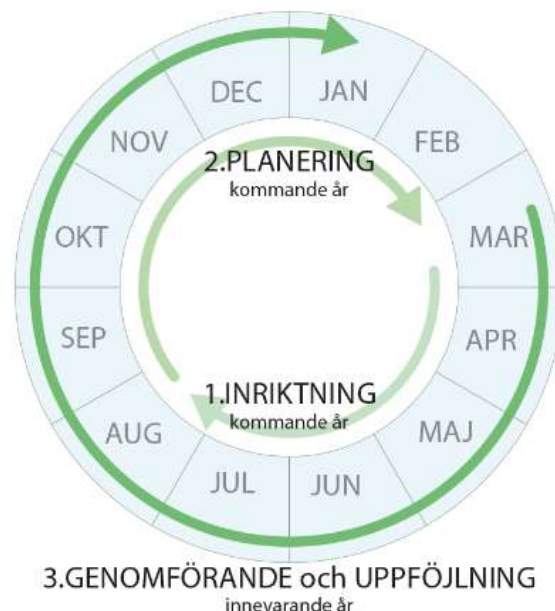 DEC
JAN
NOV
FEB
2.PLANERING
kommande år
OKT
MAR
SEP
APR
1.INRIKTNING
kommande år
AUG
MAJ
JUL
JUN
3.GENOMFÖRANDE och UPPFÖJLNING
innevarande år